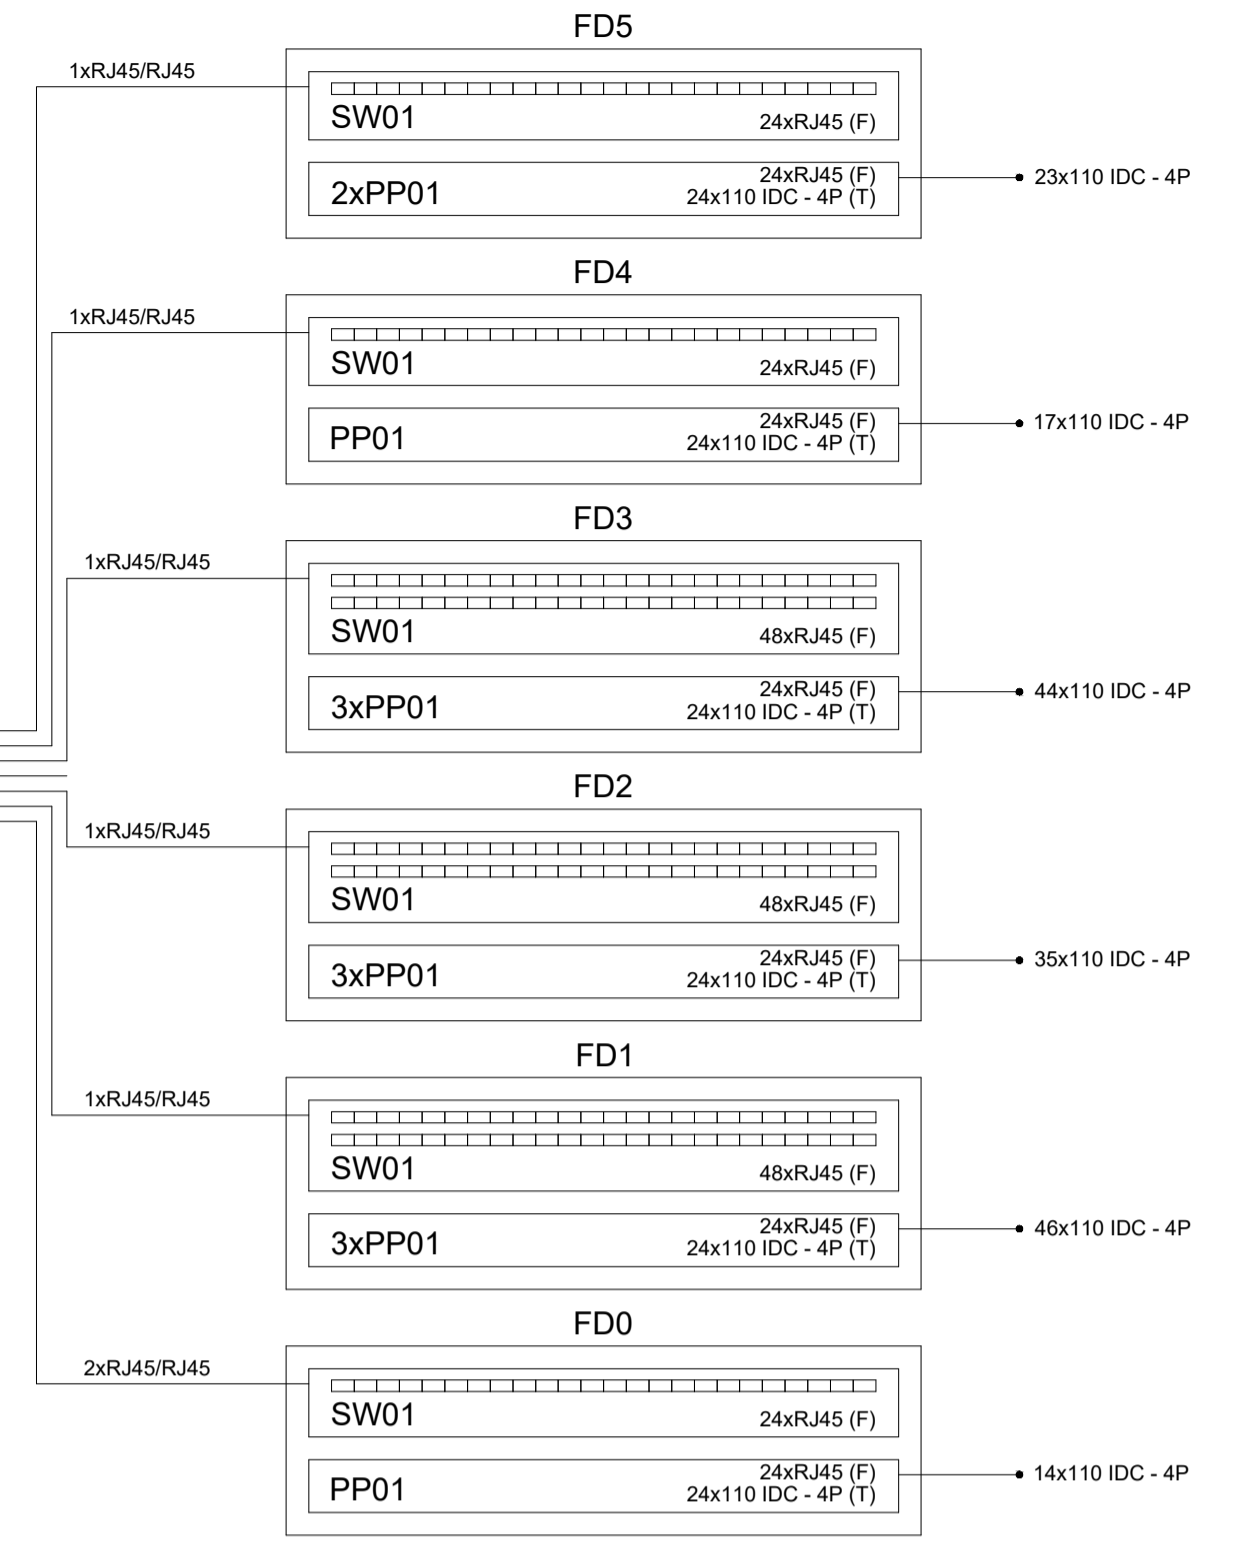 FD5
1xRJ45/RJ45
SW01
24xRJ45 (F)
2xPP01
24xRJ45 (F)
24x110 IDC - 4P (T)
23x110 IDC - 4P
FD4
1xRJ45/RJ45
SW01
24xRJ45 (F)
PP01
24xRJ45 (F)
24x110 IDC - 4P (T)
17x110 IDC - 4P
FD3
1xRJ45/RJ45
SW01
48xRJ45 (F)
3xPP01
24xRJ45 (F)
24x110 IDC - 4P (T)
44x110 IDC - 4P
FD2
1xRJ45/RJ45
SW01
48xRJ45 (F)
3xPP01
24xRJ45 (F)
24x110 IDC - 4P (T)
35x110 IDC - 4P
FD1
1xRJ45/RJ45
SW01
48xRJ45 (F)
3xPP01
24xRJ45 (F)
24x110 IDC - 4P (T)
46x110 IDC - 4P
FD0
2xRJ45/RJ45
SW01
24xRJ45 (F)
PP01
24xRJ45 (F)
24x110 IDC - 4P (T)
14x110 IDC - 4P